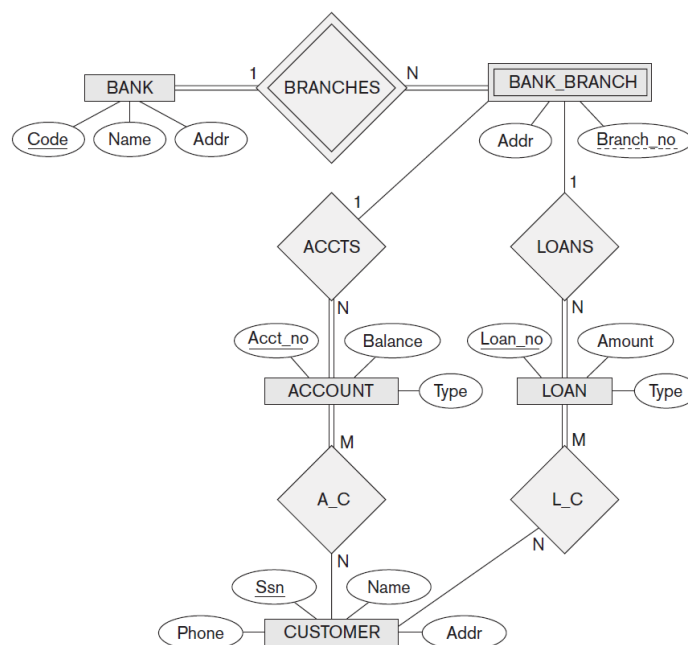 BANK
1
BRANCHES
N
BANK_BRANCH
Code
Name
Addr
Addr
Branch_no
1
1
ACCTS
LOANS
N
N
Acct_no
Balance
Loan_no
Amount
ACCOUNT
Type
LOAN
Type
M
M
A_C
L_C
N
N
Ssn
Name
Phone
CUSTOMER
Addr